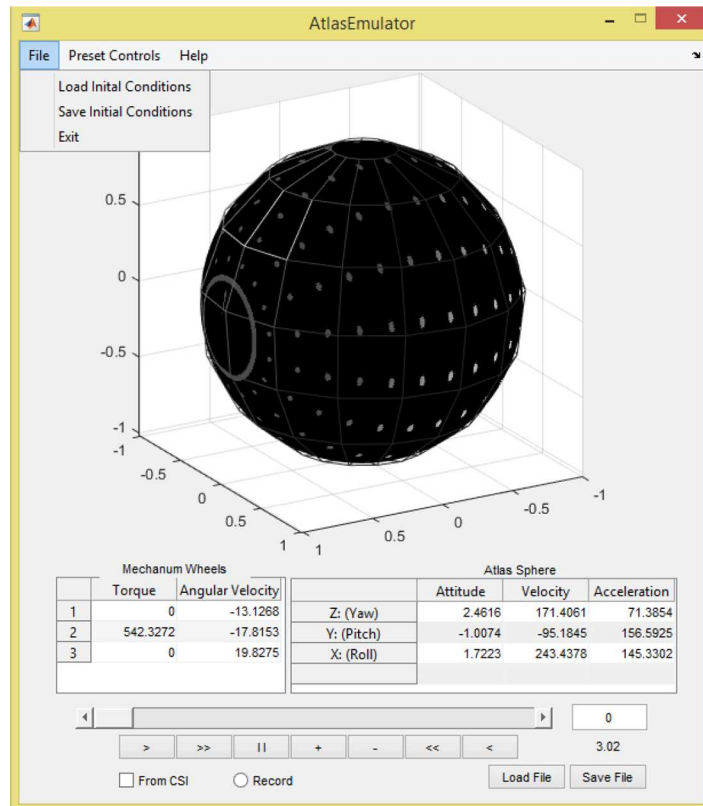 AtlasEmulator
File Preset Controls Help
Load Inital Conditions
Save Initial Conditions
Exit
0.5
0
-0.5
-1
-1
-0.5
0
0.5
1
1
0.5
0
-0.5
-1
Mechanum Wheels
Torque Angular Velocity
1 0 -13.1268
2 542.3272 -17.8153
3 0 19.8275
Atlas Sphere
Attitude Velocity Acceleration
Z: (Yaw) 2.4616 171.4061 71.3854
Y: (Pitch) -1.0074 -95.1845 156.5925
X: (Roll) 1.7223 243.4378 145.3302
0
> >> II + - << <
3.02
From CSI Record Load File Save File